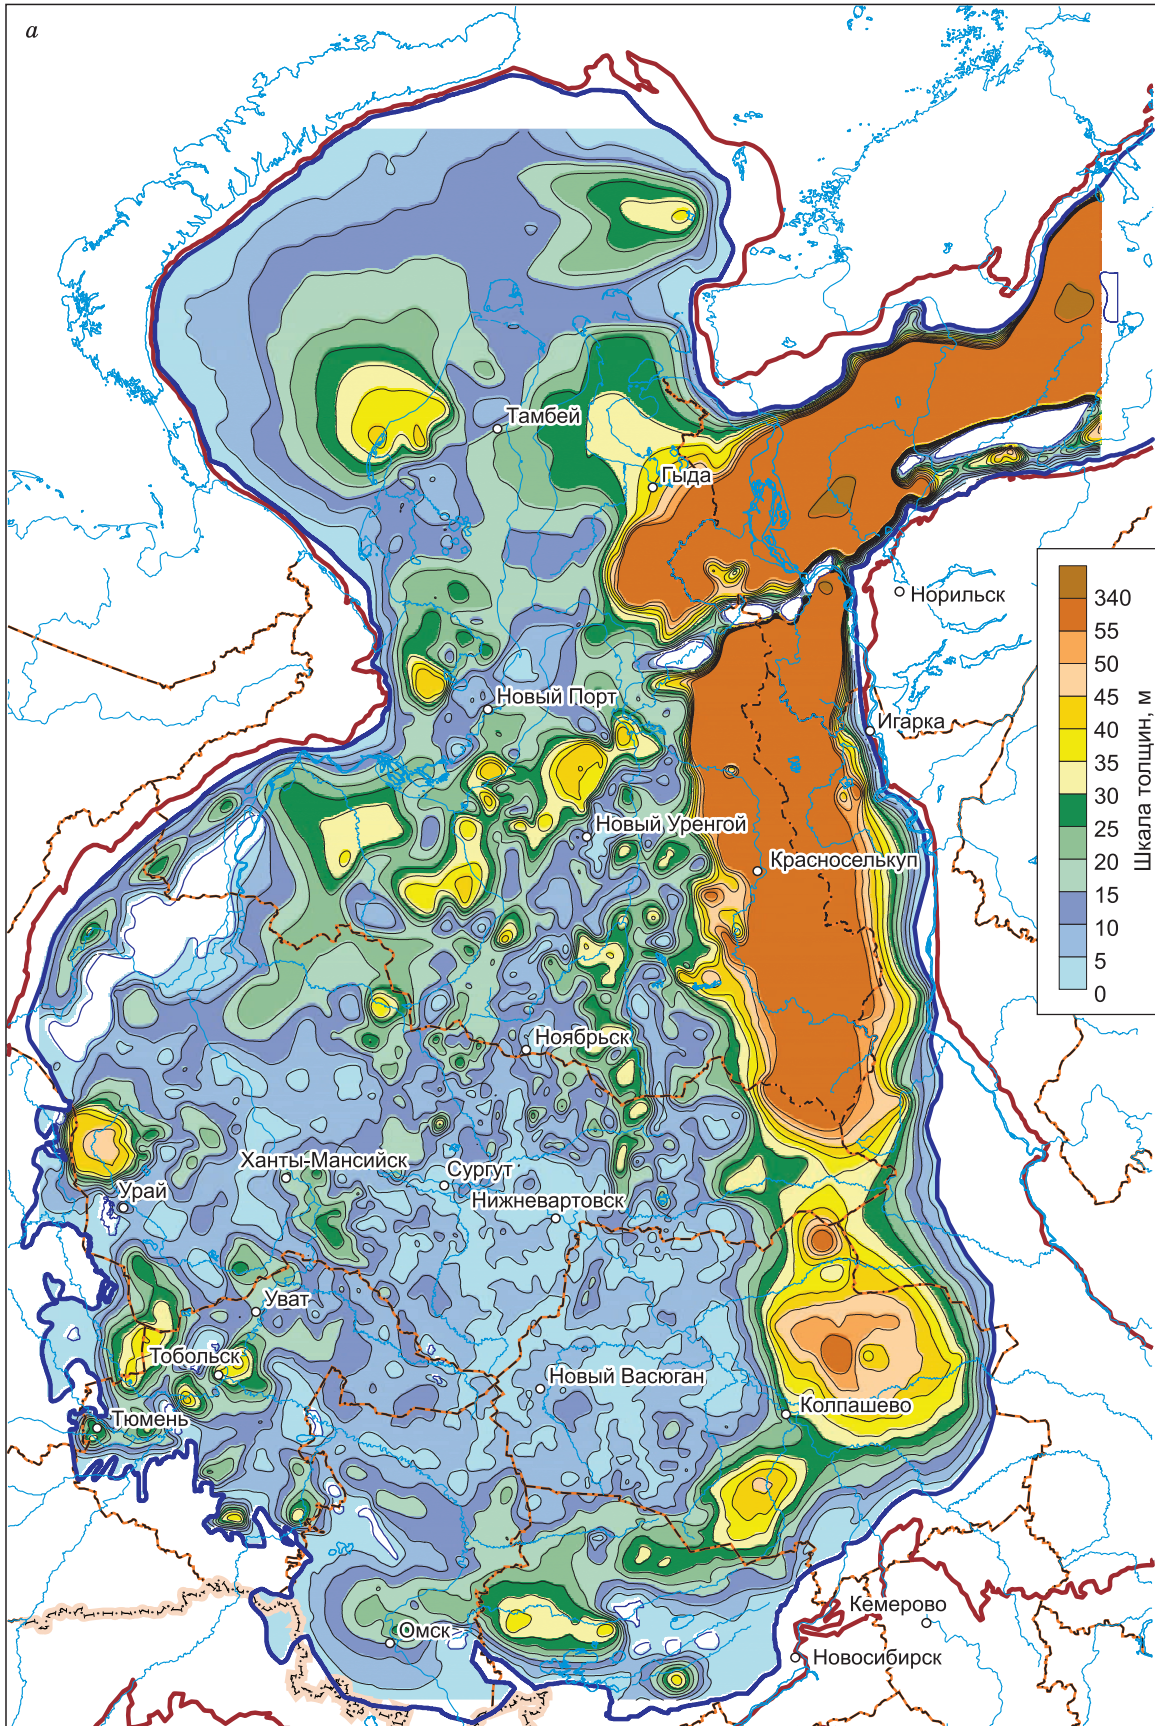 а
Тамбей
Гыда
Норильск
Новый Порт
Игарка
Новый Уренгой
Красноселькуп
Ноябрьск
Ханты-Мансийск
Сургут
Урай
Нижневартовск
Уват
Тобольск
Новый Васюган
Колпашево
Тюмень
Кемерово
Омск
Новосибирск
340
55
50
45
40
35
30
25
20
15
10
5
0
Шкала толщин, м